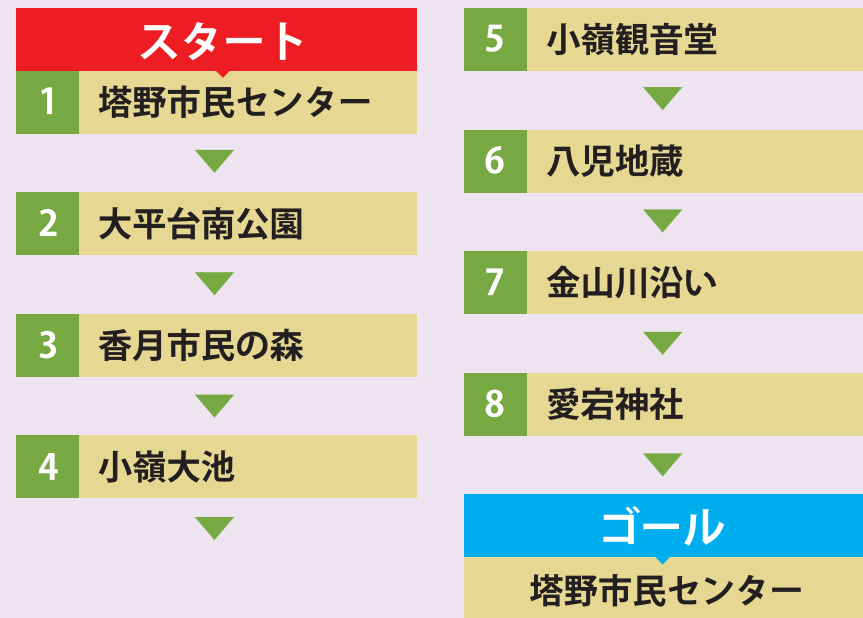 スタート
1 塔野市民センター
2 大平台南公園
3 香月市民の森
4 小嶺大池
5 小嶺観音堂
6 八児地蔵
7 金山川沿い
8 愛宕神社
ゴール
塔野市民センター